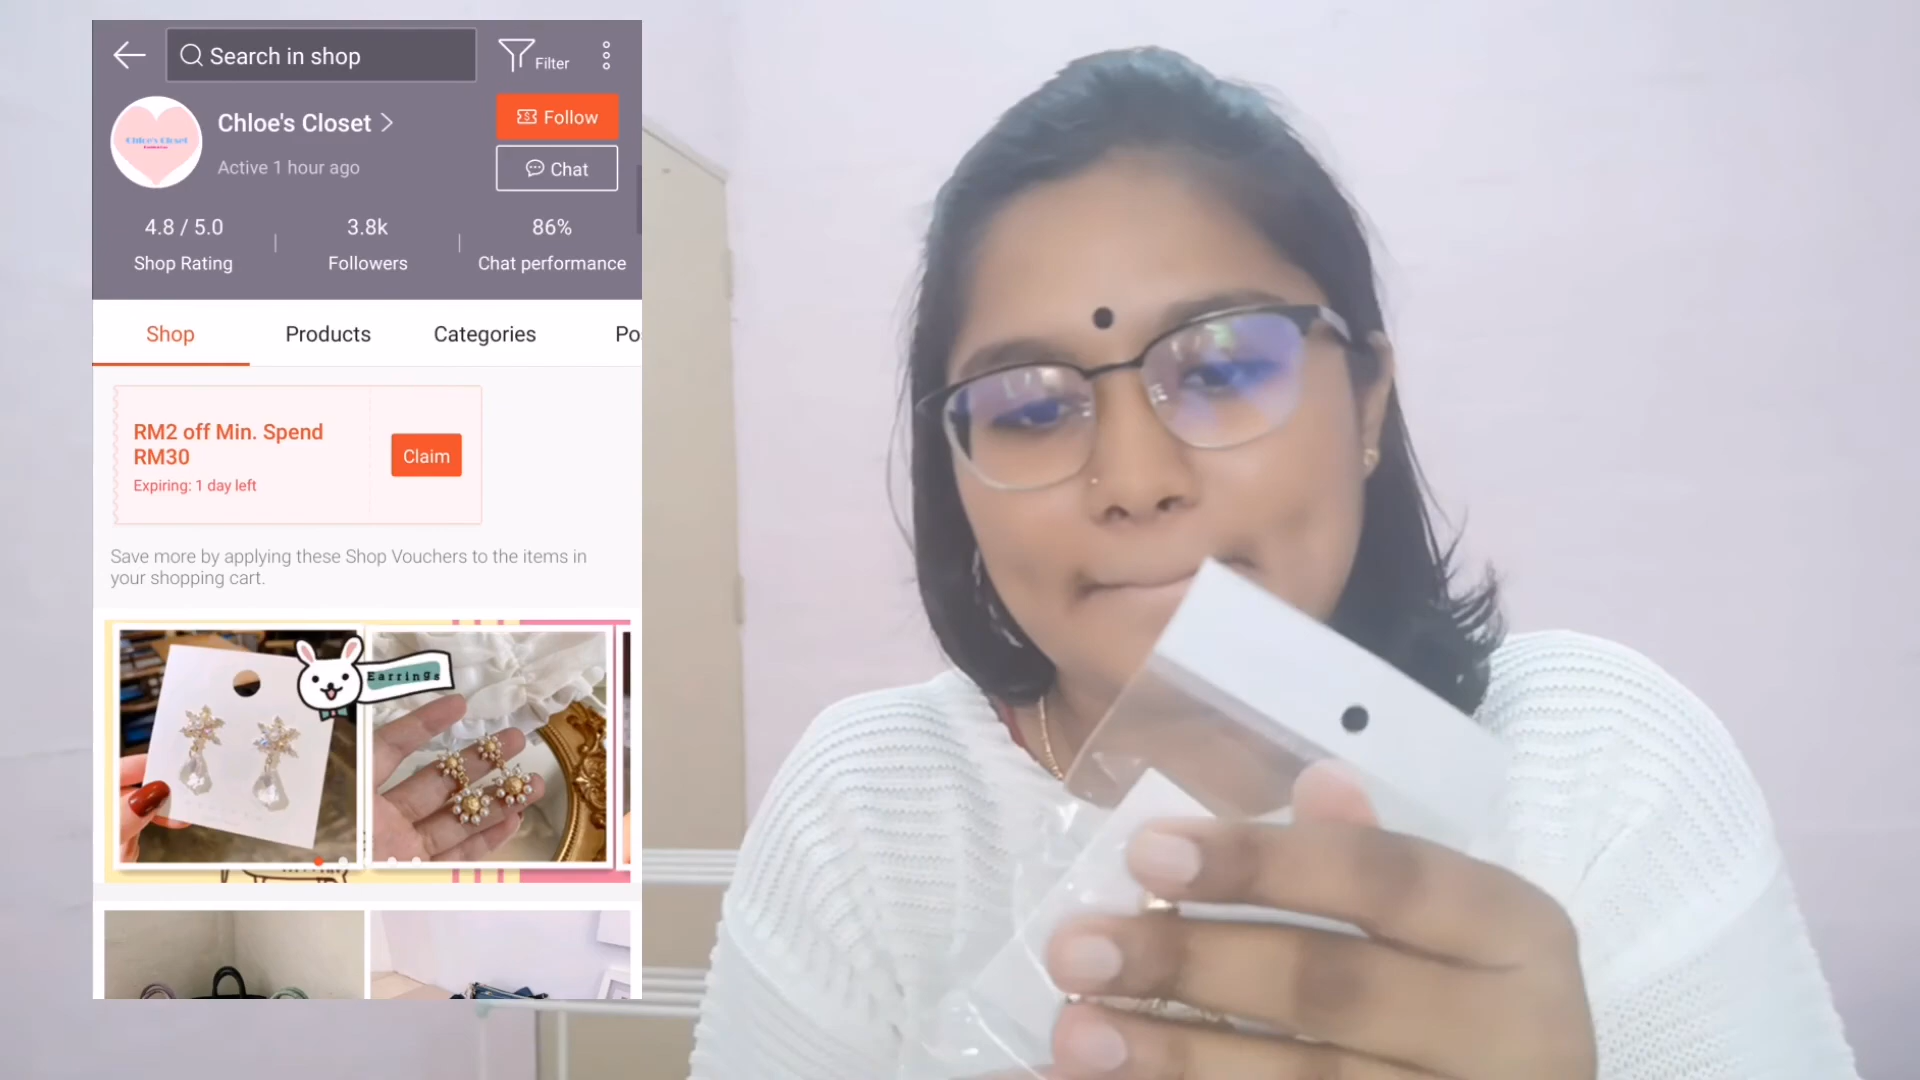 Search in shop
Filter
Chloe's Closet
Follow
Chloe's Closet
Active 1 hour ago
Chat
4.8 / 5.0
3.8k
86%
Shop Rating
Followers
Chat performance
Shop
Products
Categories
Po
RM2 off Min. Spend
RM30
Claim
Expiring: 1 day left
Save more by applying these Shop Vouchers to the items in
your shopping cart.
Earrings